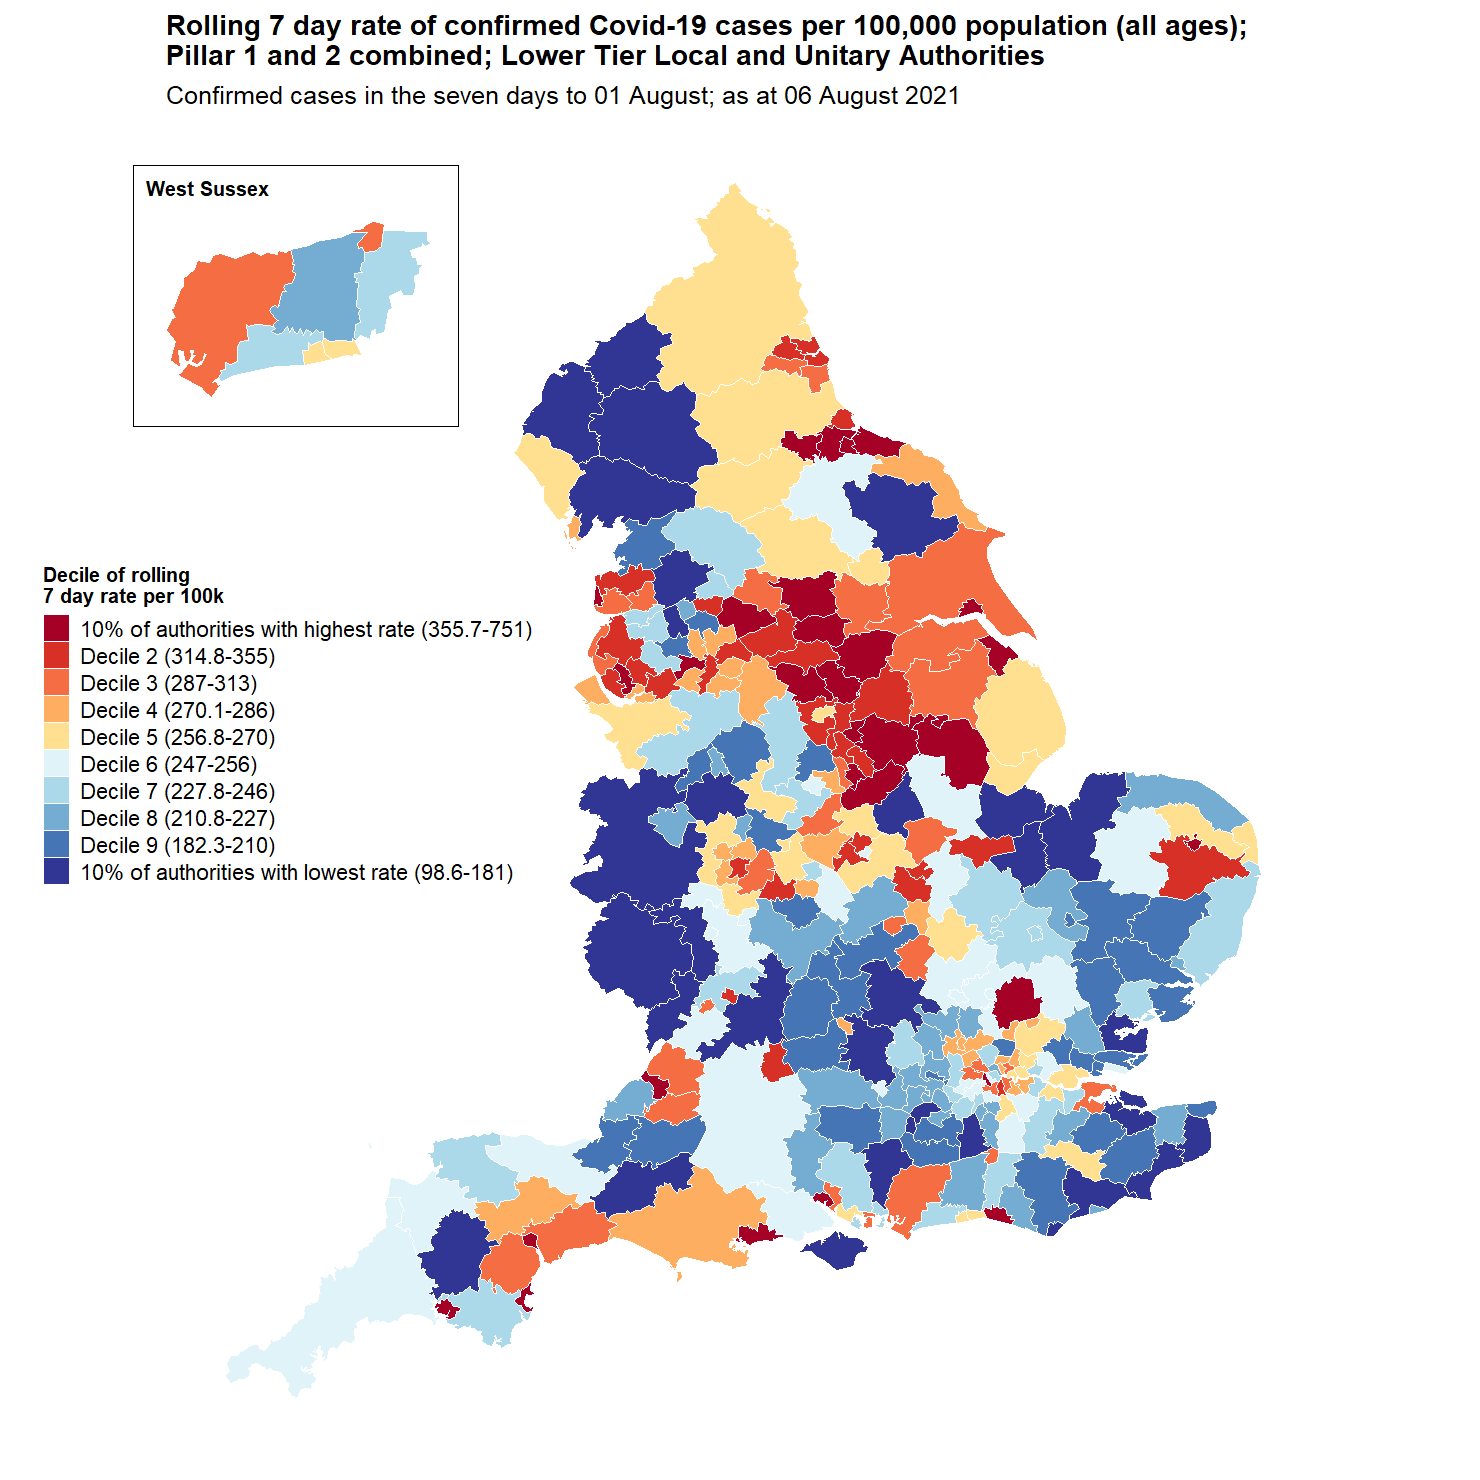 Rolling 7 day rate of confirmed Covid-19 cases per 100,000 population (all ages);
Pillar 1 and 2 combined; Lower Tier Local and Unitary Authorities
Confirmed cases in the seven days to 01 August; as at 06 August 2021
West Sussex
Decile of rolling
7 day rate per 100k
10% of authorities with highest rate (355.7-751)
Decile 2 (314.8-355)
Decile 3 (287-313)
Decile 4 (270.1-286)
Decile 5 (256.8-270)
Decile 6 (247-256)
Decile 7 (227.8-246)
Decile 8 (210.8-227)
Decile 9 (182.3-210)
10% of authorities with lowest rate (98.6-181)